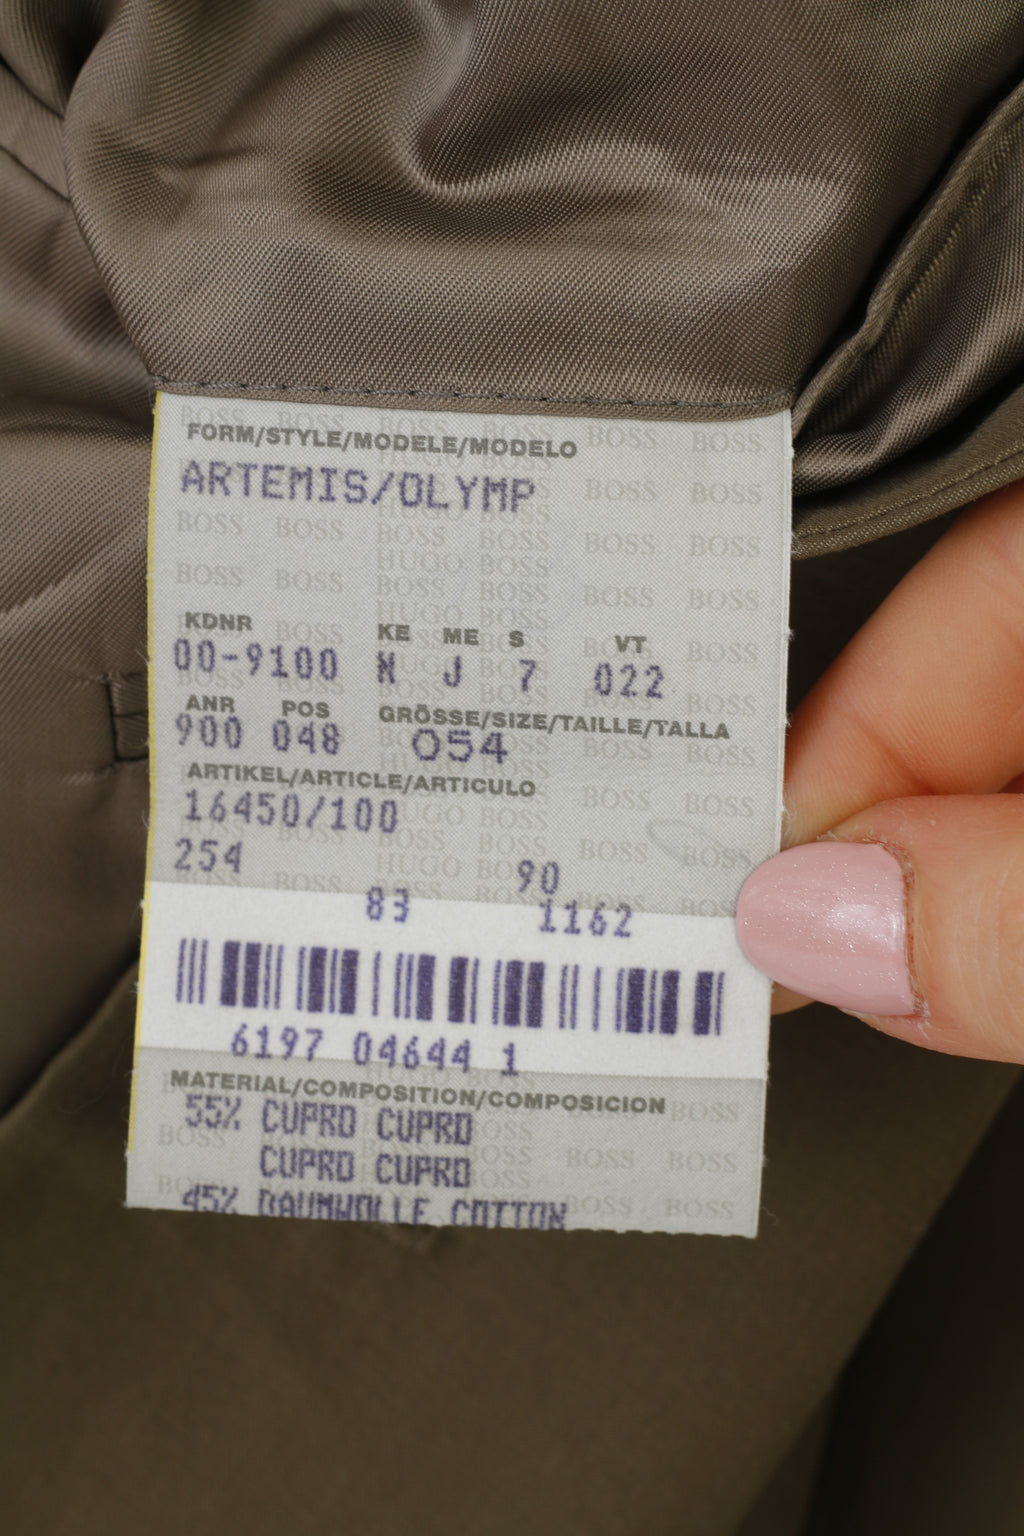 FORM/STYLE/MODELE/MODELO
ARTEMIS/OLYMP
KDNR KE ME S VT
00-9100 N J 7 022
ANR POS GRÖSSE/SIZE/TAILLE/TALLA
900 048 054
ARTIKEL/ARTICLE/ARTICULO
16450/100
254 90
83 1162
6197 04644 1
MATERIAL/COMPOSITION/COMPOSICION
55% CUPRO CUPRO
CUPRO CUPRO
45% BAUMWOLLE COTTON